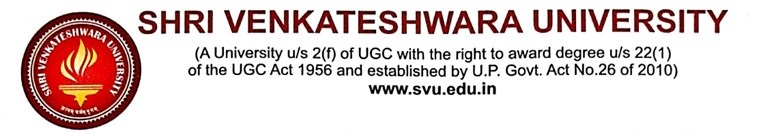 SHRI VENKATESHWARA UNIVERSITY
(A University u/s 2(f) of UGC with the right to award degree u/s 22(1)
of the UGC Act 1956 and established by U.P. Govt. Act No.26 of 2010)
www.svu.edu.in
SHRI VENKATESHWARA UNIVERSITY